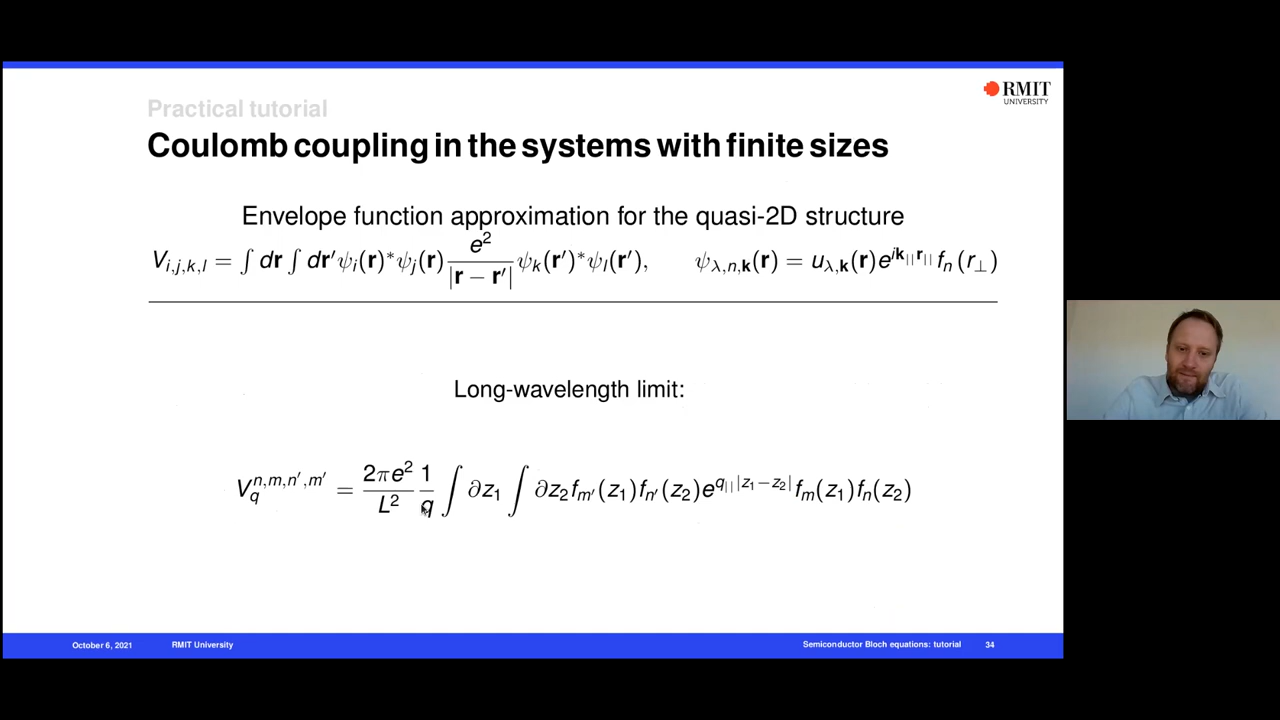 RMIT
UNIVERSITY
Practical tutorial
Coulomb coupling in the systems with finite sizes
Envelope function approximation for the quasi-2D structure
V_{i,j,k,l} = ∫ d𝐫 ∫ d𝐫′ψ_i(𝐫)*ψ_j(𝐫) e²/|𝐫 − 𝐫′| ψ_k(𝐫′)*ψ_l(𝐫′), ψ_{λ,n,𝐤}(𝐫) = u_{λ,𝐤}(𝐫)e^{i𝐤_{||}𝐫_{||}} f_n (r_⊥)
Long-wavelength limit:
V_q^{n,m,n′,m′} = 2πe²/L² 1/q ∫ ∂z₁ ∫ ∂z₂ f_{m′}(z₁) f_{n′}(z₂) e^{q_{||}|z₁−z₂|} f_m(z₁) f_n(z₂)
October 6, 2021 RMIT University Semiconductor Bloch equations: tutorial 34